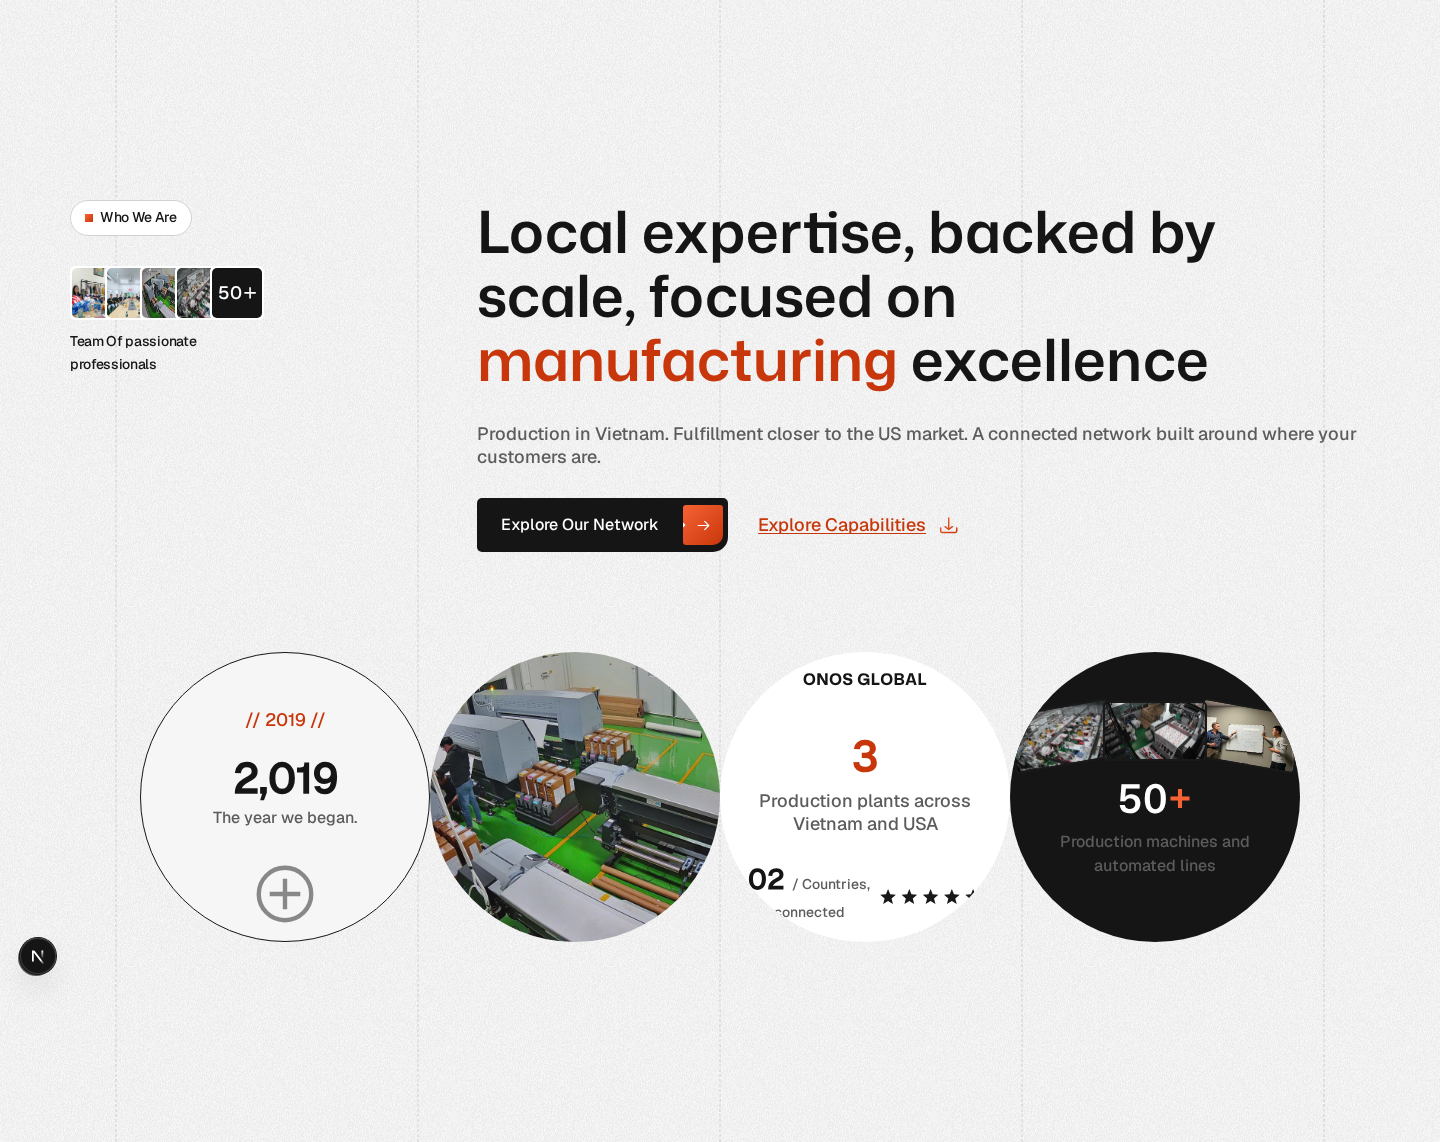 Who We Are
50+
Team Of passionate
professionals
Local expertise, backed by
scale, focused on
manufacturing excellence
Production in Vietnam. Fulfillment closer to the US market. A connected network built around where your
customers are.
Explore Our Network
Explore Capabilities
// 2019 //
2,019
The year we began.
ONOS GLOBAL
3
Production plants across
Vietnam and USA
02 / Countries,
connected
50+
Production machines and
automated lines
N